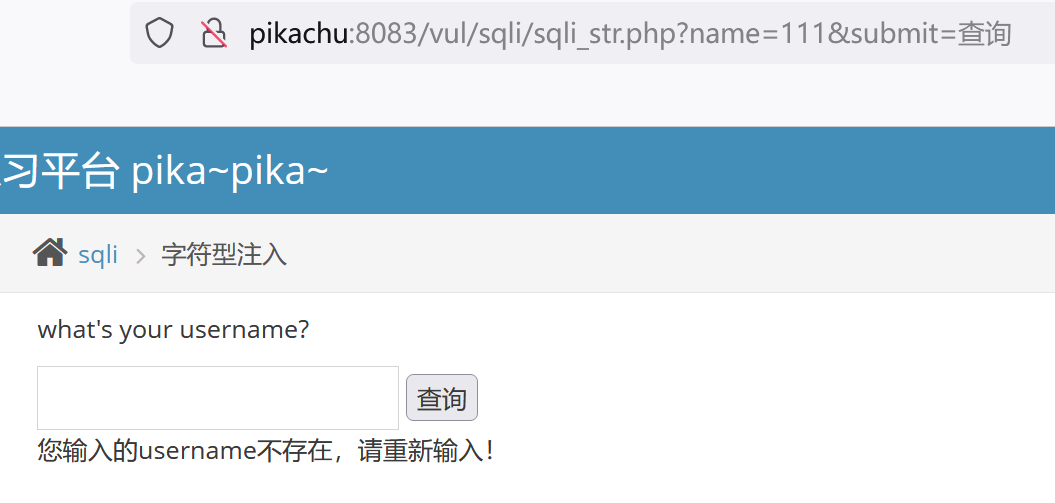 pikachu:8083/vul/sqli/sqli_str.php?name=111&submit=查询
习平台 pika~pika~
sqli > 字符型注入
what's your username?
查询
您输入的username不存在，请重新输入！